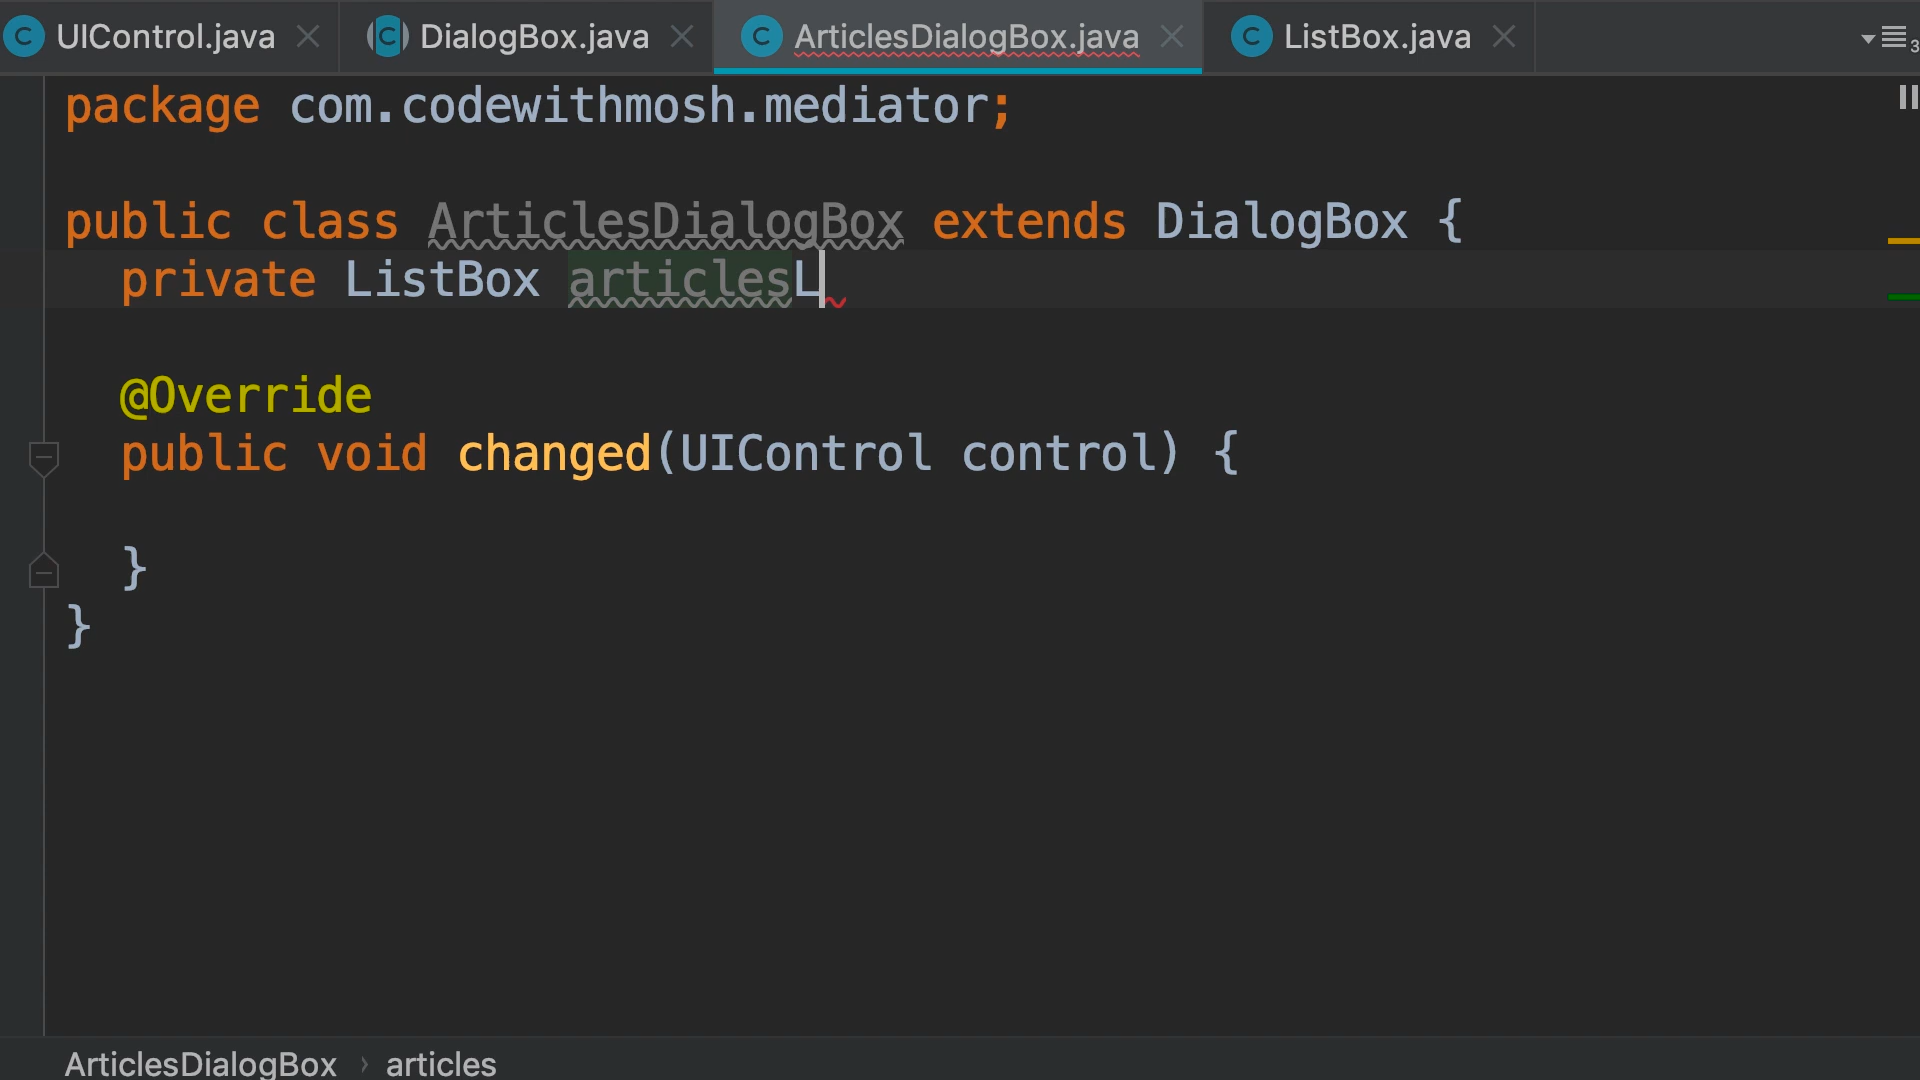 UIControl.java
DialogBox.java
ArticlesDialogBox.java
ListBox.java
3
package com.codewithmosh.mediator;
public class ArticlesDialogBox extends DialogBox {
private ListBox articlesL
@Override
public void changed(UIControl control) {
}
}
ArticlesDialogBox › articles